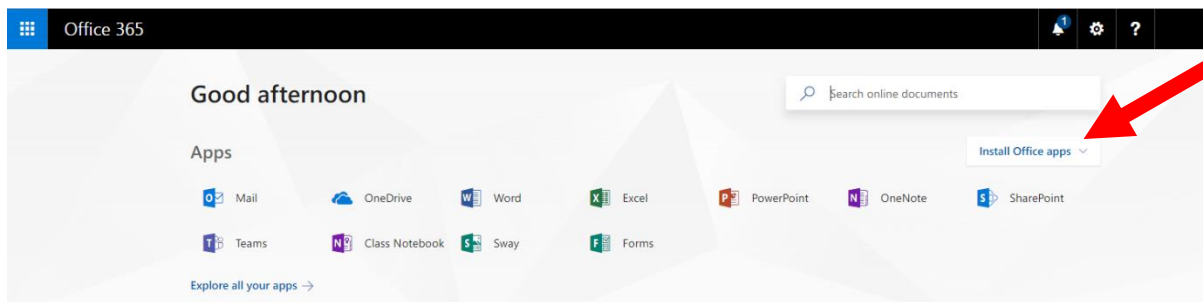 Office 365 1 ?
Good afternoon
Search online documents
Apps
Install Office apps
Mail OneDrive Word Excel PowerPoint OneNote SharePoint
Teams Class Notebook Sway Forms
Explore all your apps →